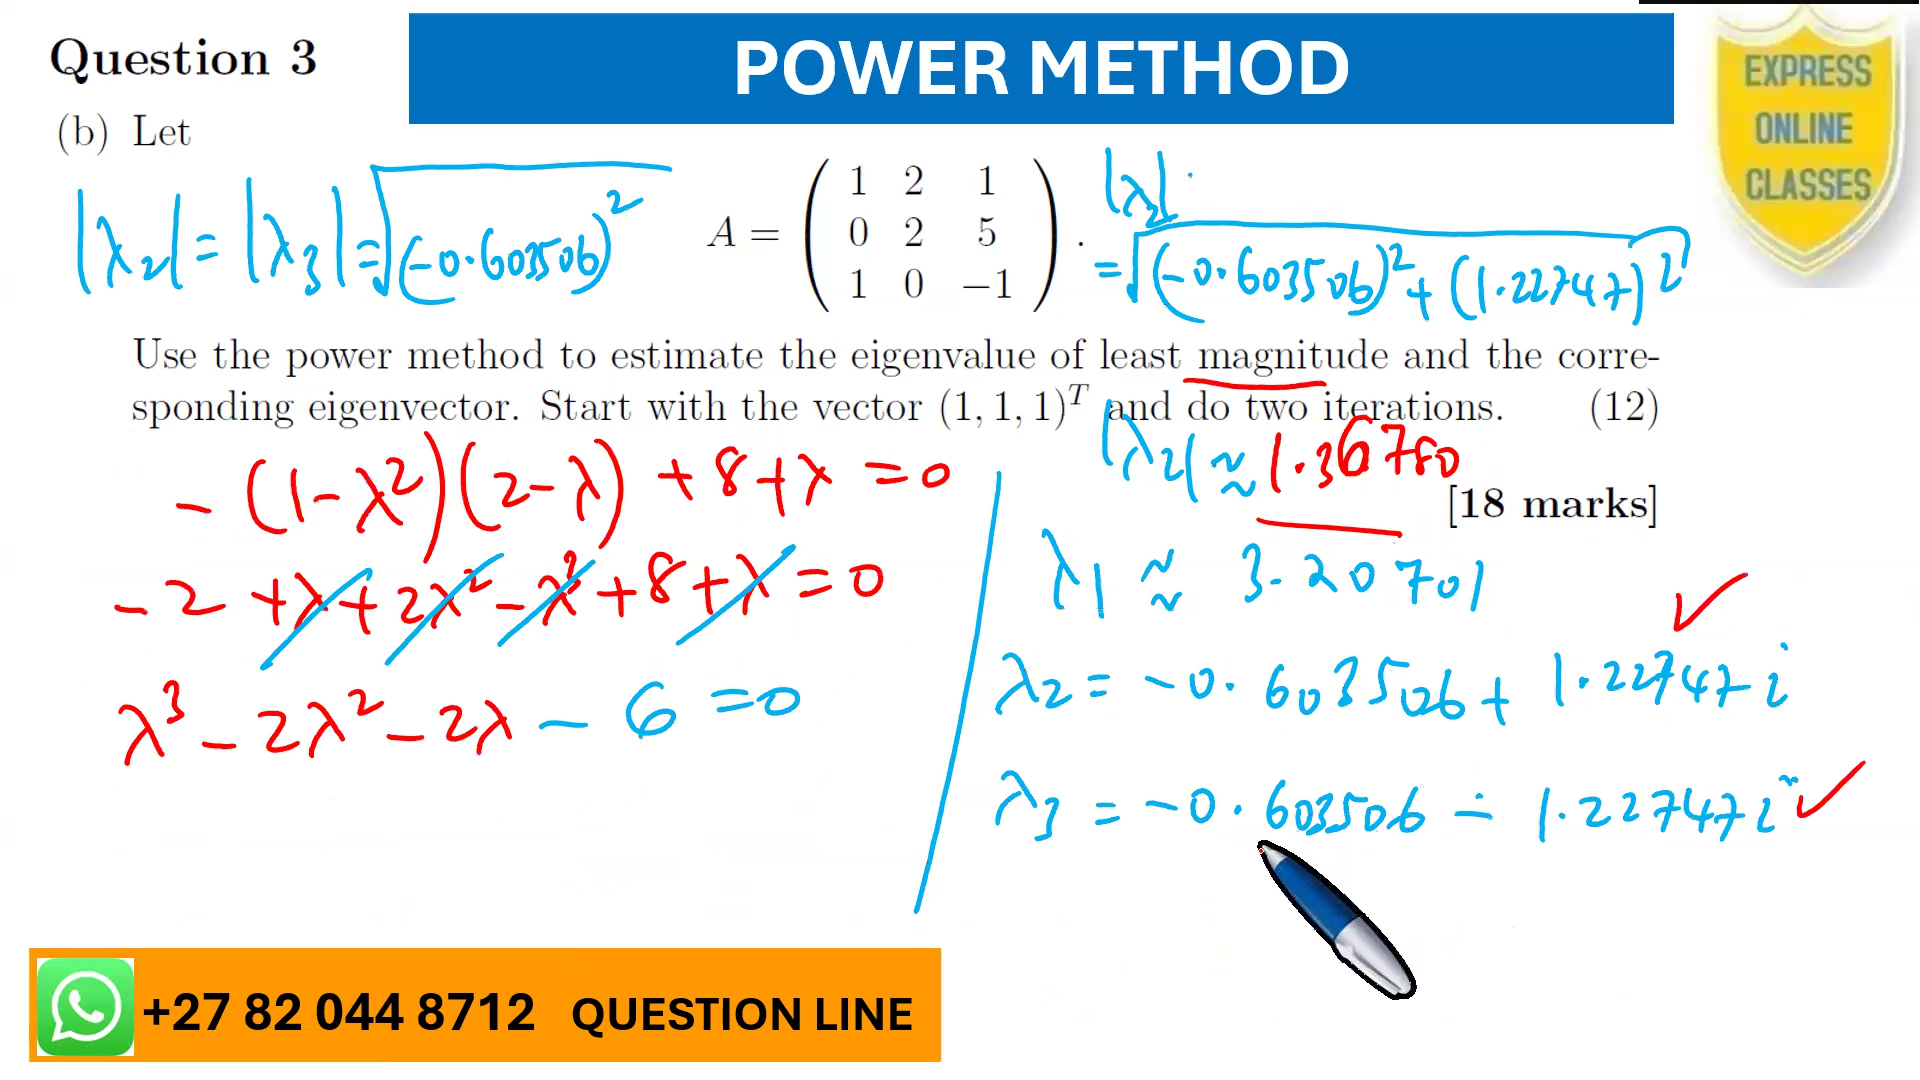 Question 3
POWER METHOD
EXPRESS
ONLINE
CLASSES
(b) Let
|λ2| = |λ3| = √(-0.603506)²
A = ( 1 2 1
0 2 5
1 0 −1 ).
|λ2|
= √(-0.603506)² + (1.22747)²
Use the power method to estimate the eigenvalue of least magnitude and the corre-
sponding eigenvector. Start with the vector (1, 1, 1)ᵀ and do two iterations. (12)
|λ2| ≈ 1.36780
[18 marks]
- (1-λ²)(2-λ) + 8 + λ = 0
- 2 + λ + 2λ² - λ³ + 8 + λ = 0
λ³ - 2λ² - 2λ - 6 = 0
λ1 ≈ 3.20701
λ2 = -0.603506 + 1.22747i
λ3 = -0.603506 - 1.22747i
+27 82 044 8712 QUESTION LINE